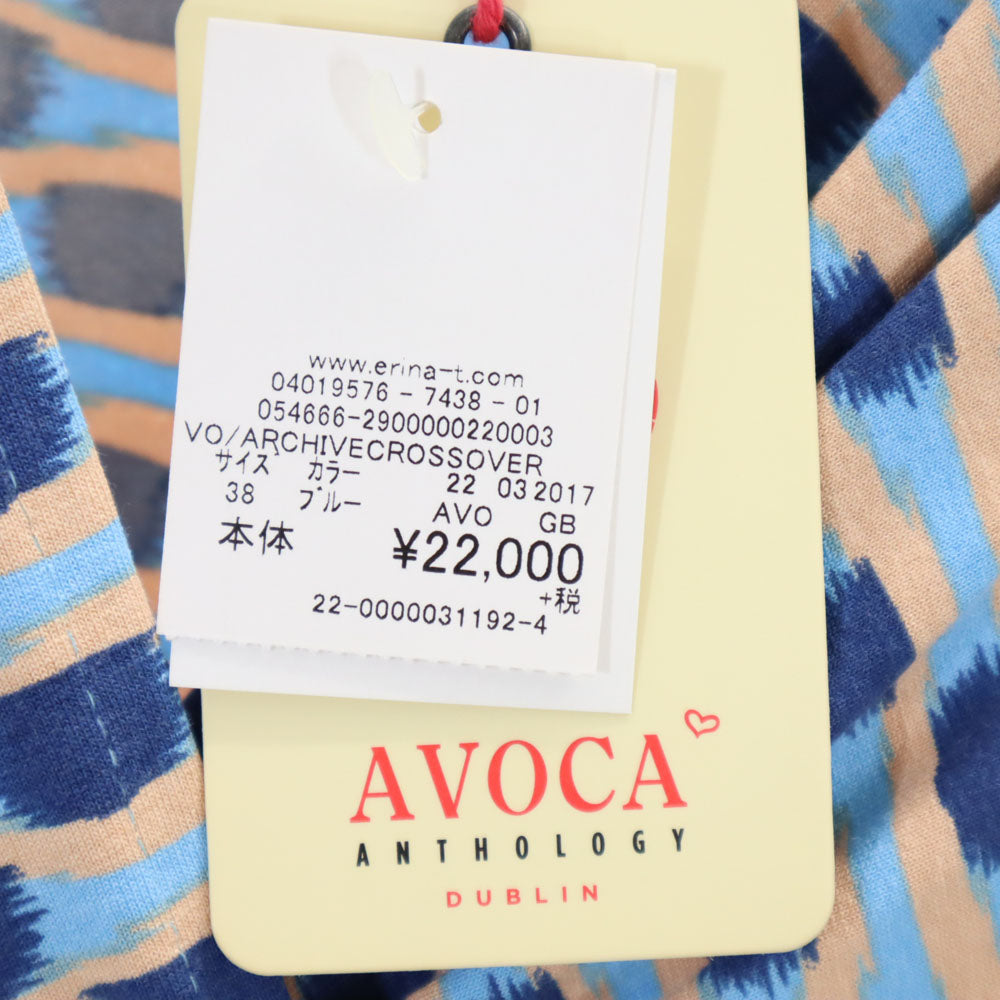 www.erina-t.com
04019576 - 7438 - 01
054666-2900000220003
VO/ARCHIVECROSSOVER
サイズ カラー 22 03 2017
38 ブルー AVO GB
本体 ¥22,000
+税
22-0000031192-4
AVOCA
ANTHOLOGY
DUBLIN